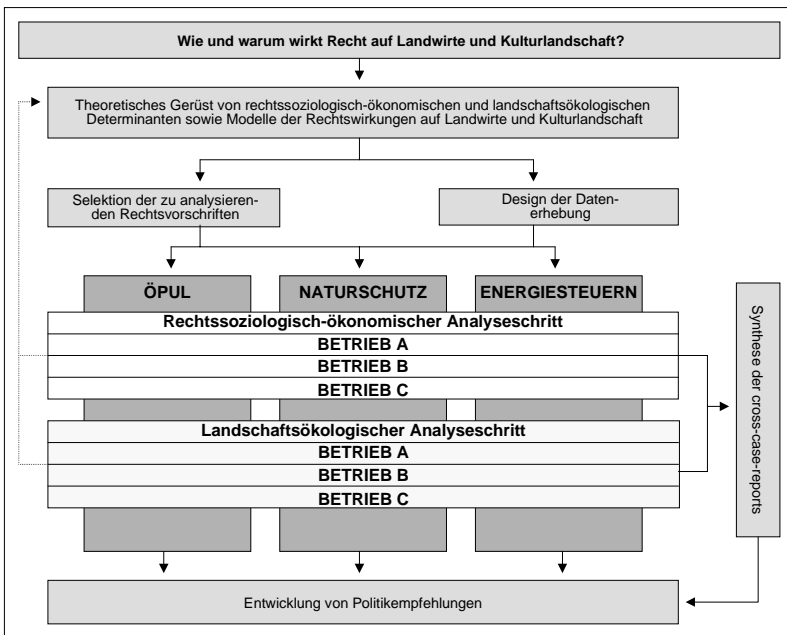 Wie und warum wirkt Recht auf Landwirte und Kulturlandschaft?
Theoretisches Gerüst von rechtssoziologisch-ökonomischen und landschaftsökologischen
Determinanten sowie Modelle der Rechtswirkungen auf Landwirte und Kulturlandschaft
Selektion der zu analysieren-
den Rechtsvorschriften
Design der Daten-
erhebung
ÖPUL
NATURSCHUTZ
ENERGIESTEUERN
Rechtssoziologisch-ökonomischer Analyseschritt
BETRIEB A
BETRIEB B
BETRIEB C
Landschaftsökologischer Analyseschritt
BETRIEB A
BETRIEB B
BETRIEB C
Synthese der cross-case-reports
Entwicklung von Politikempfehlungen